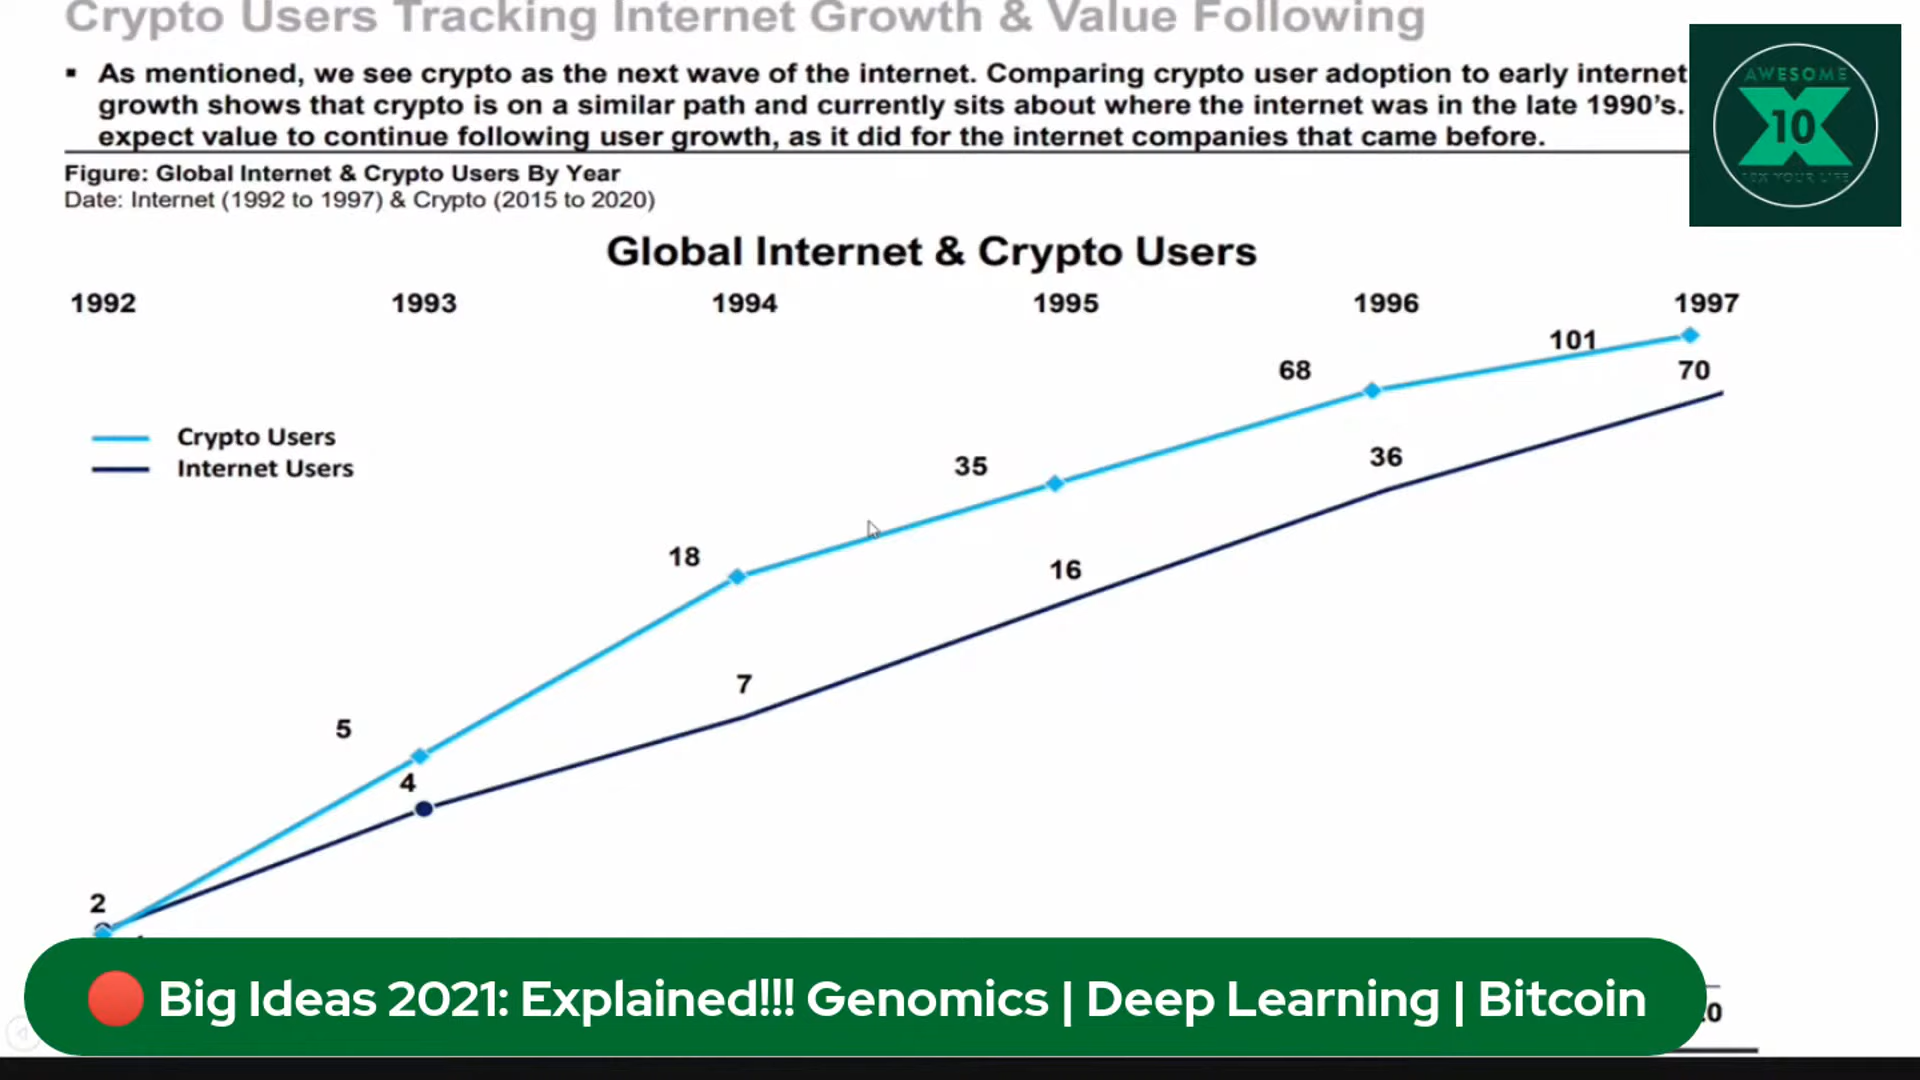 Crypto Users Tracking Internet Growth & Value Following
▪ As mentioned, we see crypto as the next wave of the internet. Comparing crypto user adoption to early internet
growth shows that crypto is on a similar path and currently sits about where the internet was in the late 1990’s.
expect value to continue following user growth, as it did for the internet companies that came before.
AWESOME
10
10X YOUR LIFE
Figure: Global Internet & Crypto Users By Year
Date: Internet (1992 to 1997) & Crypto (2015 to 2020)
Global Internet & Crypto Users
1992 1993 1994 1995 1996 1997
101
68 70
Crypto Users
35
36
Internet Users
18
16
7
5
4
2
Big Ideas 2021: Explained!!! Genomics | Deep Learning | Bitcoin